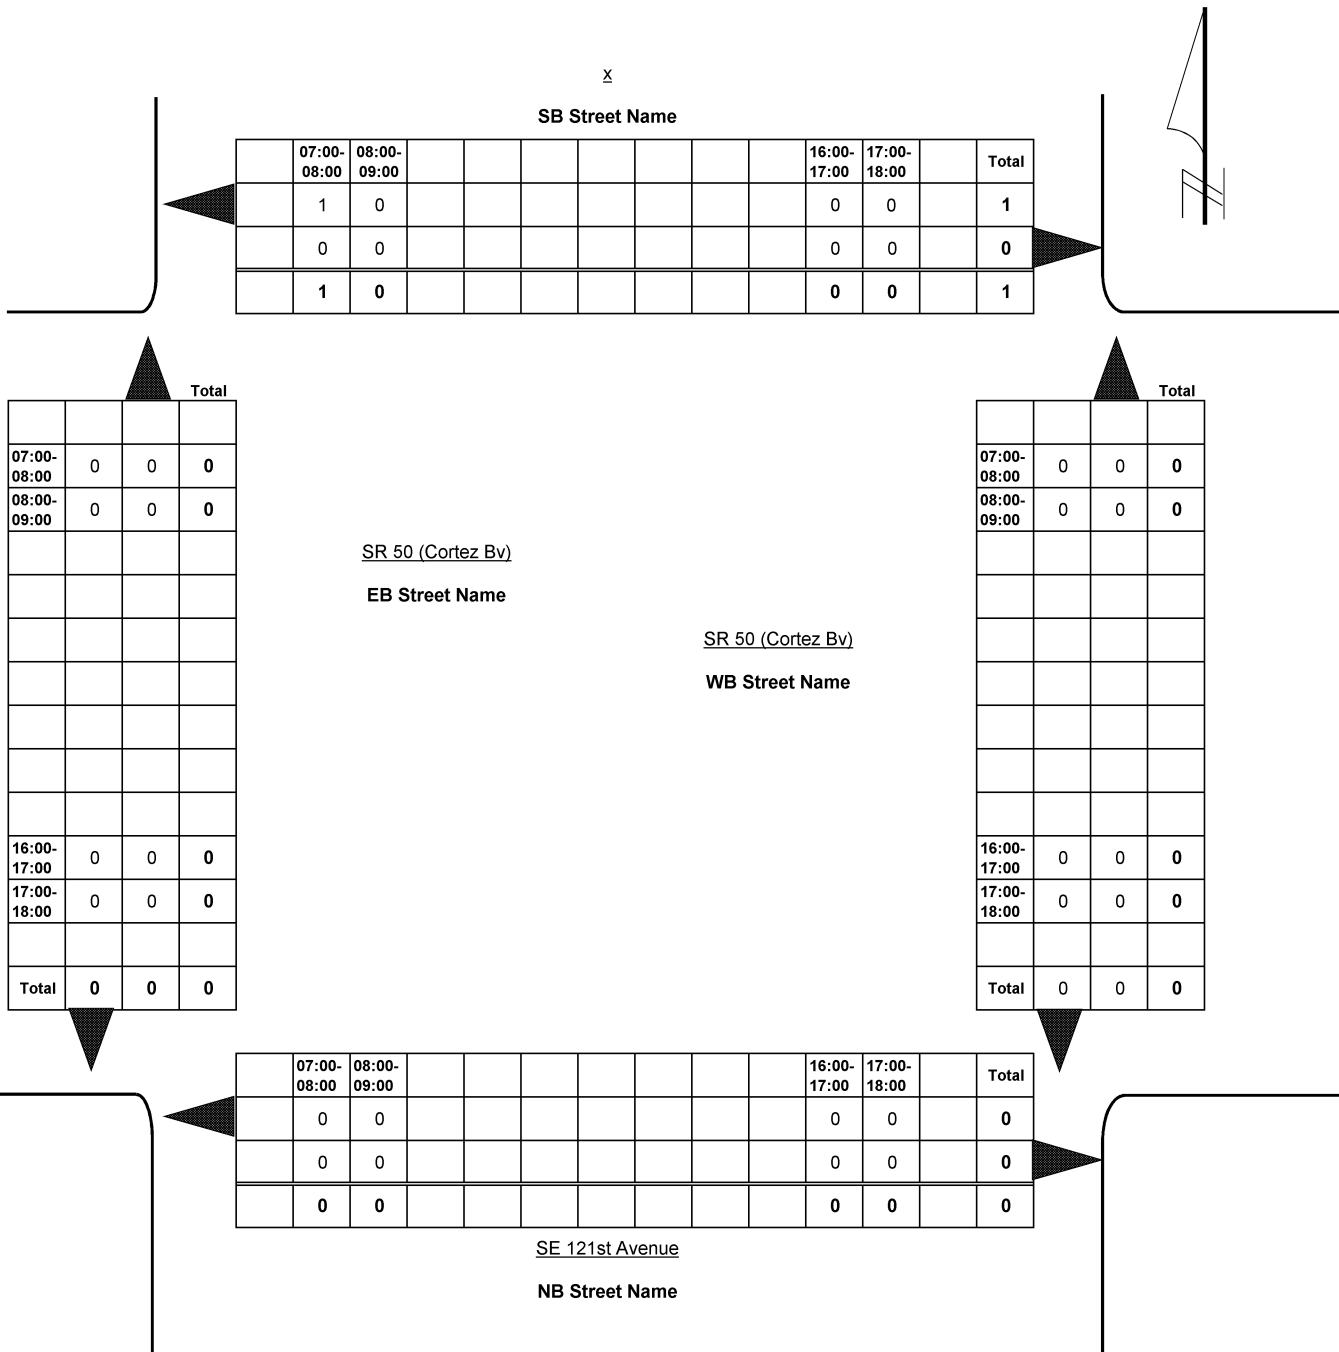 x
SB Street Name
07:00-08:00 08:00-09:00 16:00-17:00 17:00-18:00 Total
1 0 0 0 1
0 0 0 0 0
1 0 0 0 1
Total
07:00-08:00 0 0 0
08:00-09:00 0 0 0
16:00-17:00 0 0 0
17:00-18:00 0 0 0
Total 0 0 0
SR 50 (Cortez Bv)
EB Street Name
SR 50 (Cortez Bv)
WB Street Name
Total
07:00-08:00 0 0 0
08:00-09:00 0 0 0
16:00-17:00 0 0 0
17:00-18:00 0 0 0
Total 0 0 0
07:00-08:00 08:00-09:00 16:00-17:00 17:00-18:00 Total
0 0 0 0 0
0 0 0 0 0
0 0 0 0 0
SE 121st Avenue
NB Street Name
N